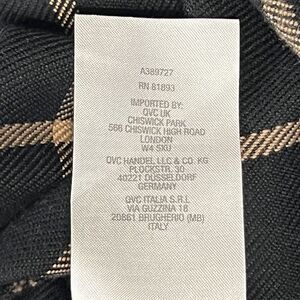 A389727
RN 81893
IMPORTED BY:
QVC UK
CHISWICK PARK
566 CHISWICK HIGH ROAD
LONDON
W4 5XU
QVC HANDEL LLC & CO. KG
PLOCKSTR. 30
40221 DÜSSELDORF
GERMANY
QVC ITALIA S.R.L
VIA GUZZINA 18
20861 BRUGHERIO (MB)
ITALY